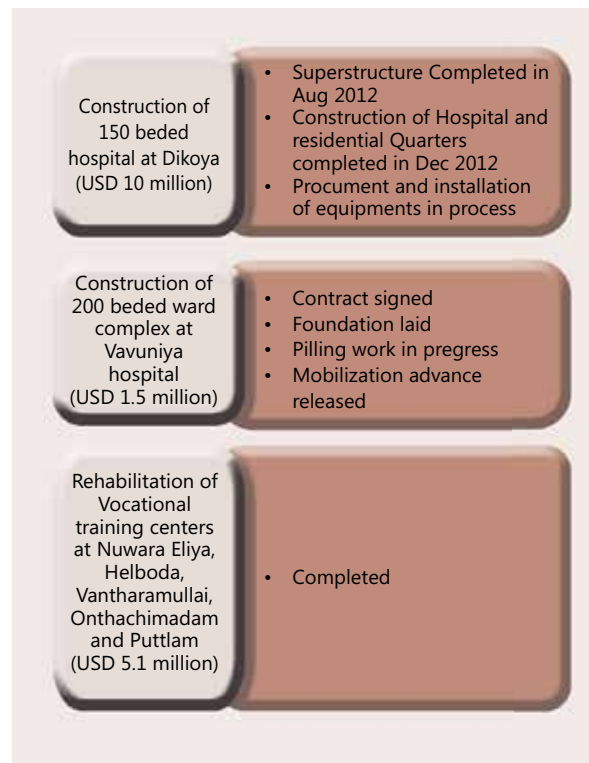 Construction of
150 beded
hospital at Dikoya
(USD 10 million)
• Superstructure Completed in
Aug 2012
• Construction of Hospital and
residential Quarters
completed in Dec 2012
• Procument and installation
of equipments in process
Construction of
200 beded ward
complex at
Vavuniya
hospital
(USD 1.5 million)
• Contract signed
• Foundation laid
• Pilling work in pregress
• Mobilization advance
released
Rehabilitation of
Vocational
training centers
at Nuwara Eliya,
Helboda,
Vantharamullai,
Onthachimadam
and Puttlam
(USD 5.1 million)
• Completed